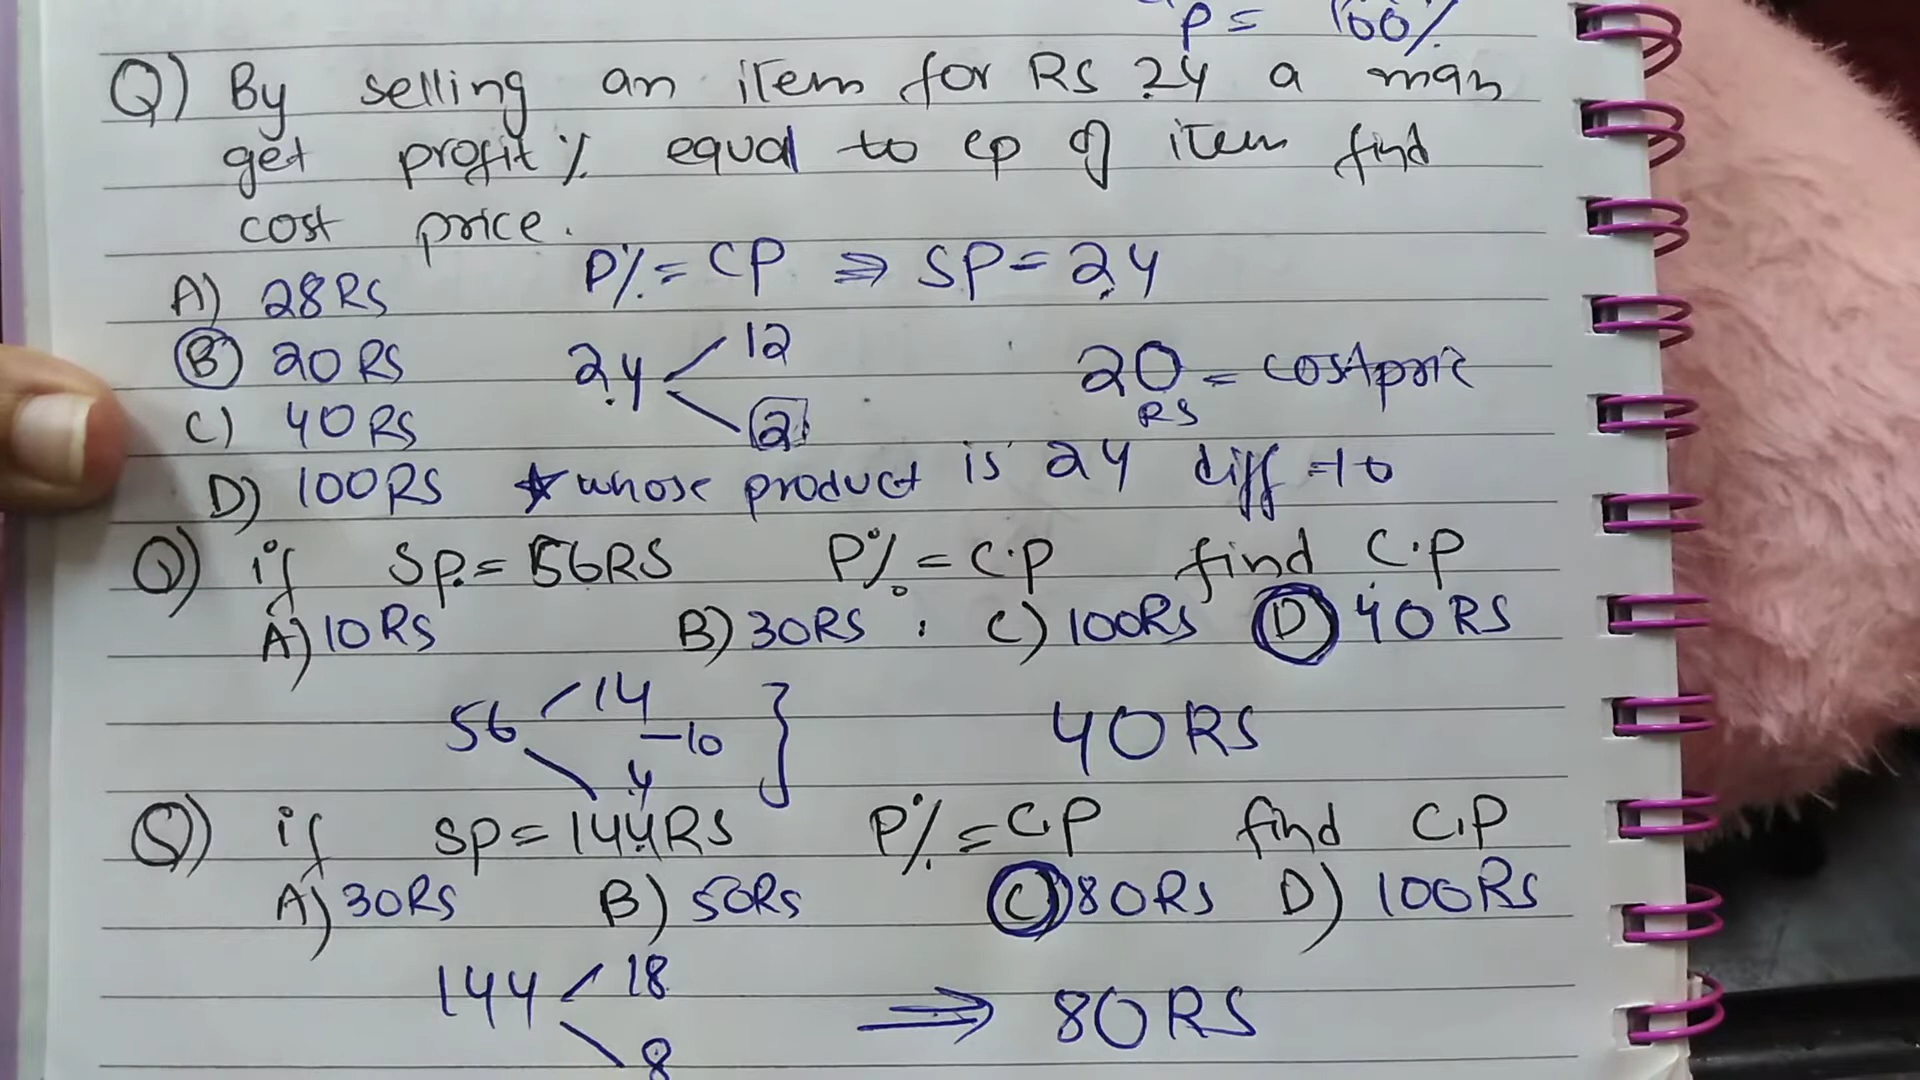 P= 100%
Q) By selling an item for RS 24 a man
get profit % equal to cp of item find
cost price.
P%=CP ⇒ SP=24
A) 28RS
B) 20RS
24 < 12
2
20 RS = costpric
C) 40RS
D) 100RS ★ whose product is 24 diff =10
Q) if SP.=56RS P%=C.P find C.P
A) 10RS B) 30RS C) 100RS D) 40RS
56 14 -10 4 } 40RS
Q) if SP=144RS P%=C.P find C.P
A) 30RS B) 50RS C) 80RS D) 100RS
144 < 18
8
⇒ 80RS